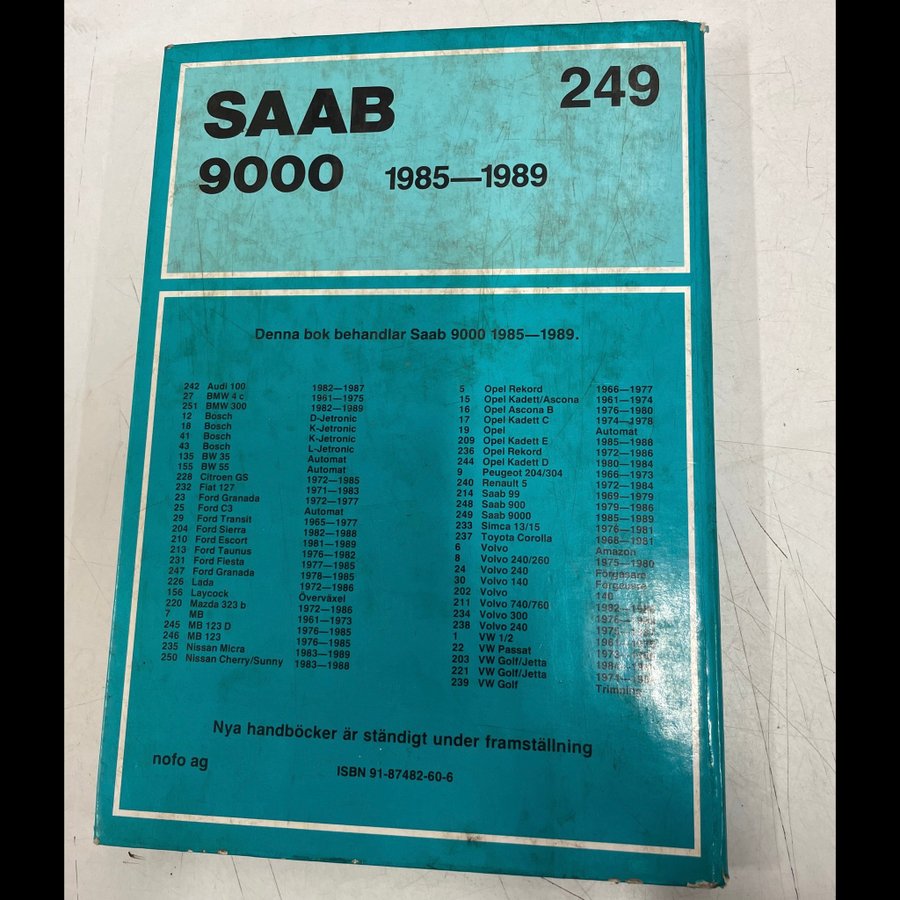 SAAB 249
9000 1985—1989
Denna bok behandlar Saab 9000 1985—1989.
242 Audi 100 1982—1987
27 BMW 4 c 1961—1975
251 BMW 300 1982—1989
12 Bosch D-Jetronic
18 Bosch K-Jetronic
41 Bosch K-Jetronic
43 Bosch L-Jetronic
135 BW 35 Automat
155 BW 55 Automat
228 Citroen GS 1972—1985
232 Fiat 127 1971—1983
23 Ford Granada 1972—1977
25 Ford C3 Automat
29 Ford Transit 1965—1977
204 Ford Sierra 1982—1988
210 Ford Escort 1981—1989
213 Ford Taunus 1976—1982
231 Ford Fiesta 1977—1985
247 Ford Granada 1978—1985
226 Lada 1972—1986
156 Laycock Överväxel
220 Mazda 323 b 1972—1986
7 MB 1961—1973
245 MB 123 D 1976—1985
246 MB 123 1976—1985
235 Nissan Micra 1983—1989
250 Nissan Cherry/Sunny 1983—1988
5 Opel Rekord 1966—1977
15 Opel Kadett/Ascona 1961—1974
16 Opel Ascona B 1976—1980
17 Opel Kadett C 1974—1978
19 Opel Automat
209 Opel Kadett E 1985—1988
236 Opel Rekord 1972—1986
244 Opel Kadett D 1980—1984
9 Peugeot 204/304 1966—1973
240 Renault 5 1972—1984
214 Saab 99 1969—1979
248 Saab 900 1979—1986
249 Saab 9000 1985—1989
233 Simca 13/15 1976—1981
237 Toyota Corolla 1968—1981
6 Volvo Amazon
8 Volvo 240/260 1975—1980
24 Volvo 240 Förgasare
30 Volvo 140 Förgasare
202 Volvo 140
211 Volvo 740/760
234 Volvo 300
238 Volvo 240
1 VW 1/2
22 VW Passat
203 VW Golf/Jetta
221 VW Golf/Jetta
239 VW Golf Trimning
Nya handböcker är ständigt under framställning
nofo ag
ISBN 91-87482-60-6